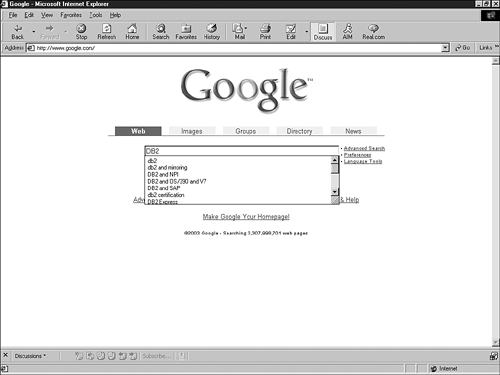 Google - Microsoft Internet Explorer
File Edit View Favorites Tools Help
Back Forward Stop Refresh Home Search Favorites History Mail Print Edit Discuss AIM Real.com
Address http://www.google.com/ Go Links »
Google™
Web Images Groups Directory News
DB2
• Advanced Search
• Preferences
• Language Tools
db2
db2 and mirroring
DB2 and NPI
DB2 and OS/390 and V7
DB2 and SAP
db2 certification
DB2 Express
Adv & Help
Make Google Your Homepage!
©2003 Google - Searching 3,307,998,701 web pages
Discussions Subscribe...
Internet